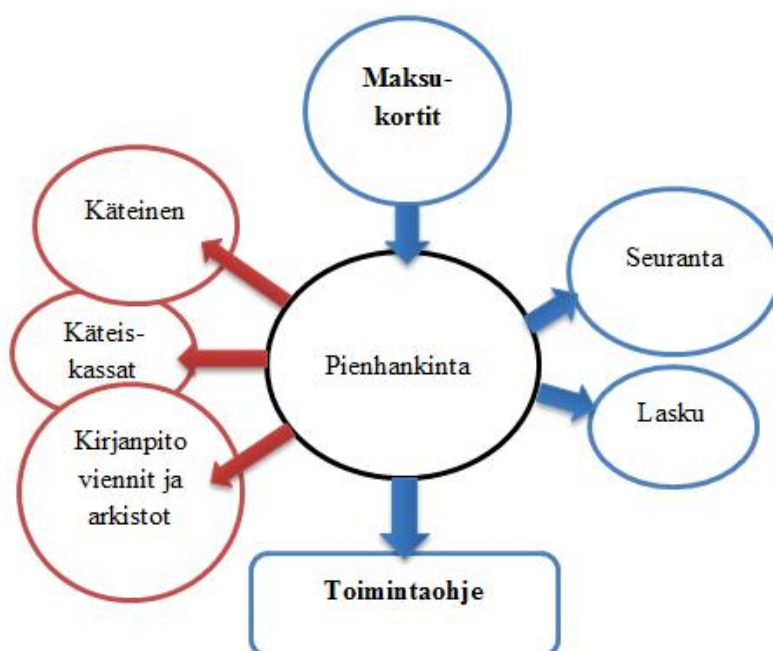 Maksu-
kortit
Käteinen
Seuranta
Käteis-
kassat
Pienhankinta
Lasku
Kirjanpito
viennit ja
arkistot
Toimintaohje